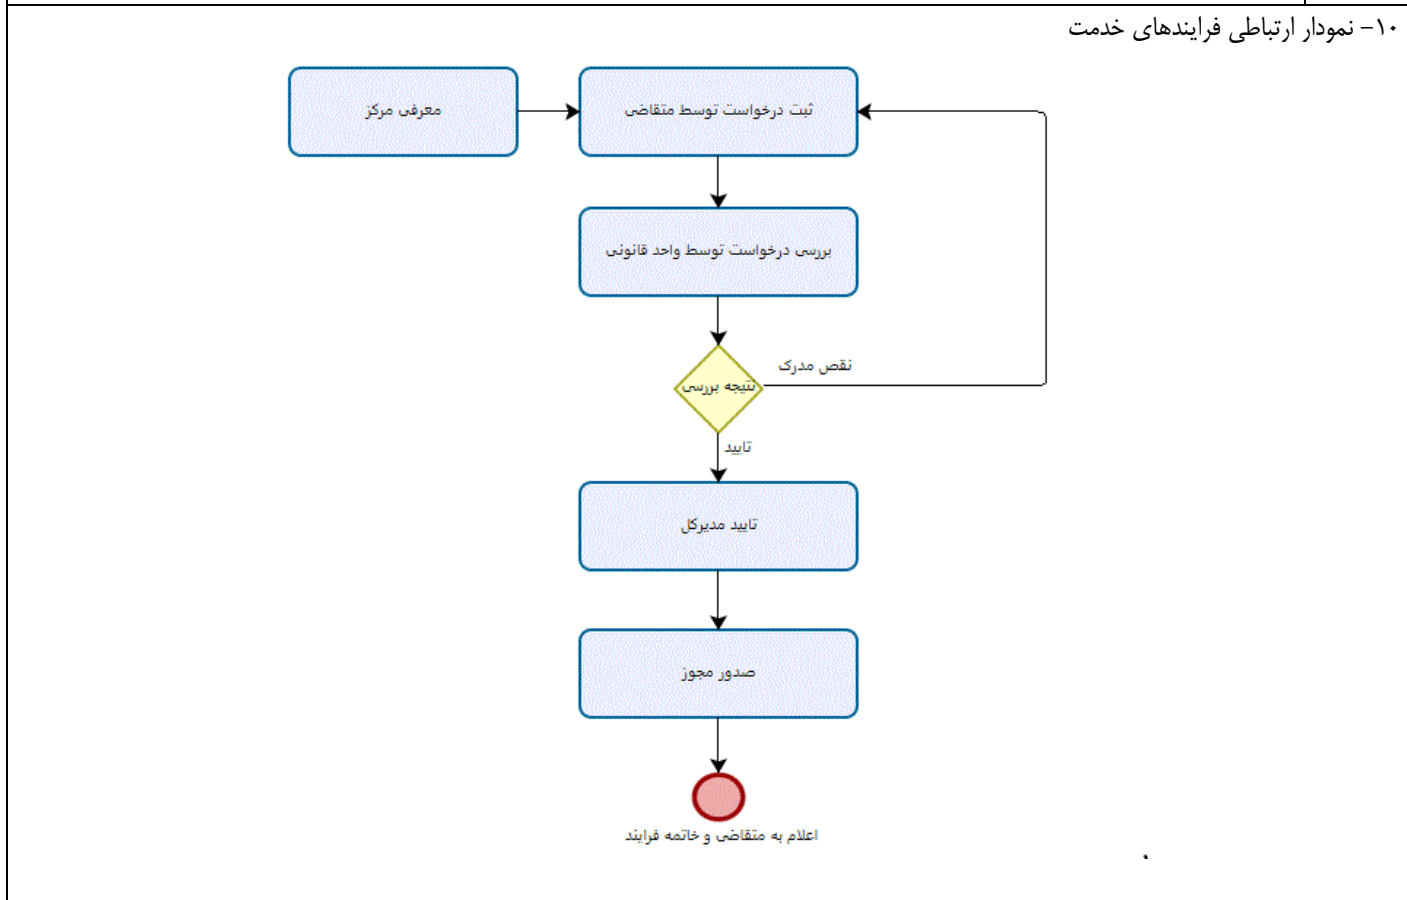 ۱۰- نمودار ارتباطی فرایندهای خدمت
معرفی مرکز
ثبت درخواست توسط متقاضی
بررسی درخواست توسط واحد قانونی
نتیجه بررسی
نقص مدرک
تایید
تایید مدیرکل
صدور مجوز
اعلام به متقاضی و خاتمه فرایند